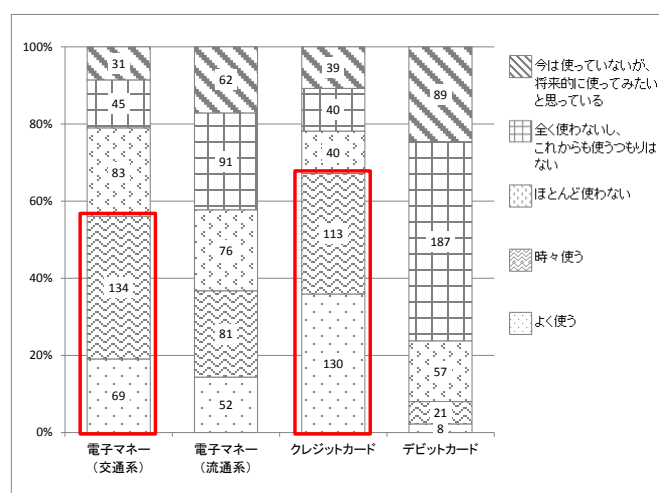 100%
80%
60%
40%
20%
0%
31
45
83
134
69
62
91
76
81
52
39
40
40
113
130
89
187
57
21
8
電子マネー
(交通系)
電子マネー
(流通系)
クレジットカード
デビットカード
今は使っていないが、
将来的に使ってみたい
と思っている
全く使わないし、
これからも使うつもりは
ない
ほとんど使わない
時々使う
よく使う